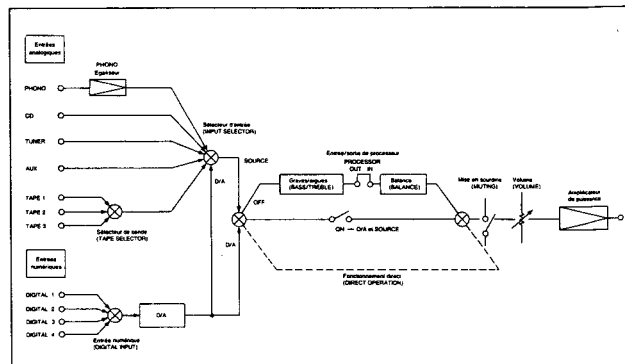 Entrées
analogiques
PHONO
Egaliseur
PHONO
CD
TUNER
AUX
TAPE 1
TAPE 2
TAPE 3
Sélecteur de bande
(TAPE SELECTOR)
Sélecteur d'entrée
(INPUT SELECTOR)
D/A
SOURCE
OFF
D/A
Graves/aigues
(BASS/TREBLE)
Entrée/sortie de processeur
PROCESSOR
OUT IN
Balance
(BALANCE)
Mise en sourdine
(MUTING)
Volume
(VOLUME)
Amplificateur
de puissance
ON — D/A et SOURCE
Fonctionnement direct
(DIRECT OPERATION)
Entrées
numériques
DIGITAL 1
DIGITAL 2
DIGITAL 3
DIGITAL 4
Entrée numérique
(DIGITAL INPUT)
D/A